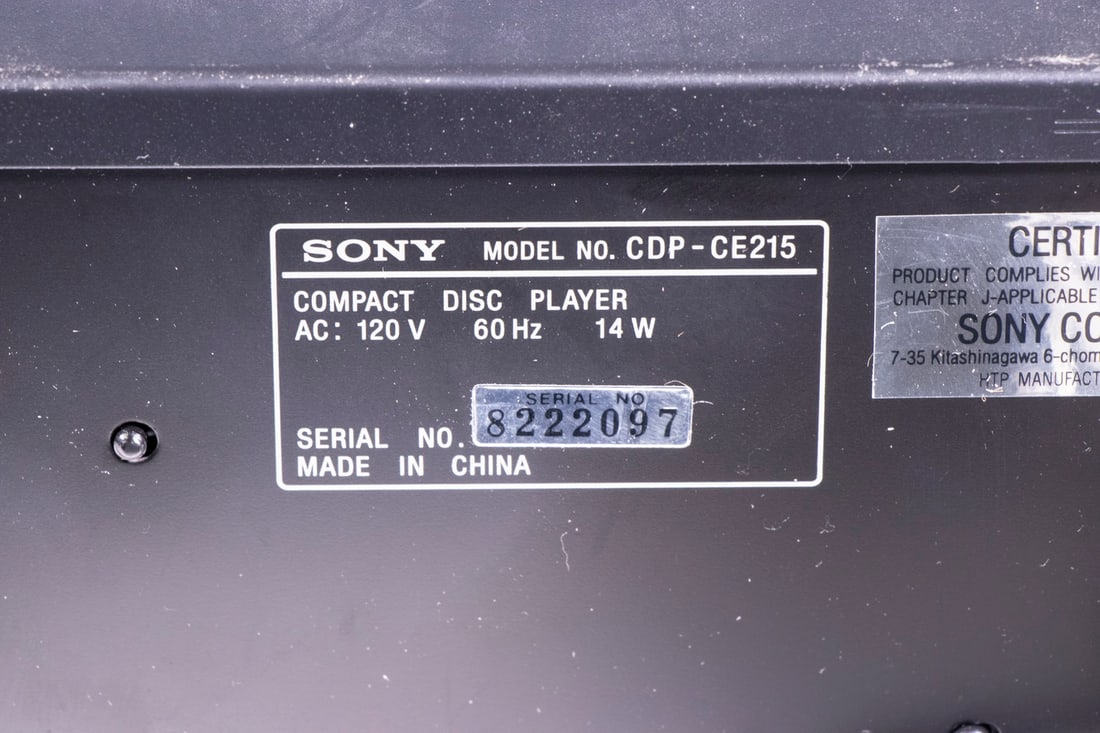 SONY MODEL NO. CDP-CE215
COMPACT DISC PLAYER
AC: 120 V 60 Hz 14 W
SERIAL NO
SERIAL NO. 8222097
MADE IN CHINA
CERTI
PRODUCT COMPLIES WI
CHAPTER J-APPLICABLE
SONY CO
7-35 Kitashinagawa 6-chom
HTP MANUFACT